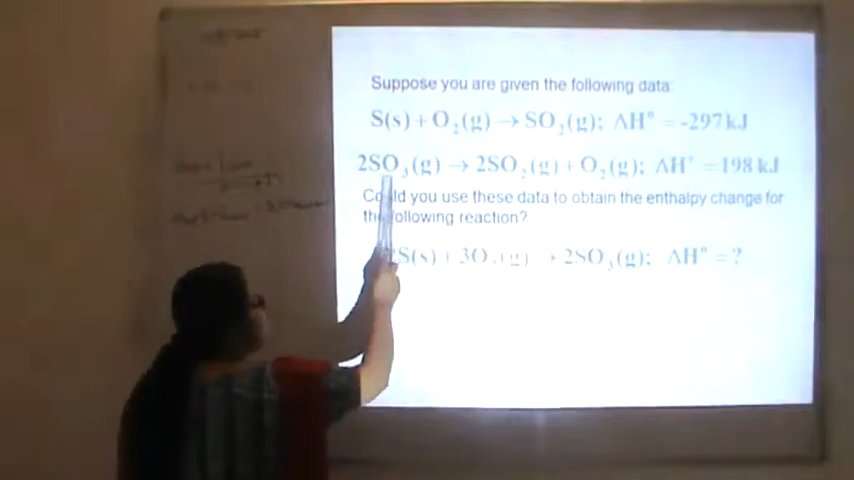 Suppose you are given the following data:
S(s) + O₂(g) → SO₂(g); ΔH° = -297 kJ
2SO₃(g) → 2SO₂(g) + O₂(g); ΔH° = 198 kJ
Could you use these data to obtain the enthalpy change for
the following reaction?
2S(s) + 3O₂(g) → 2SO₃(g); ΔH° = ?